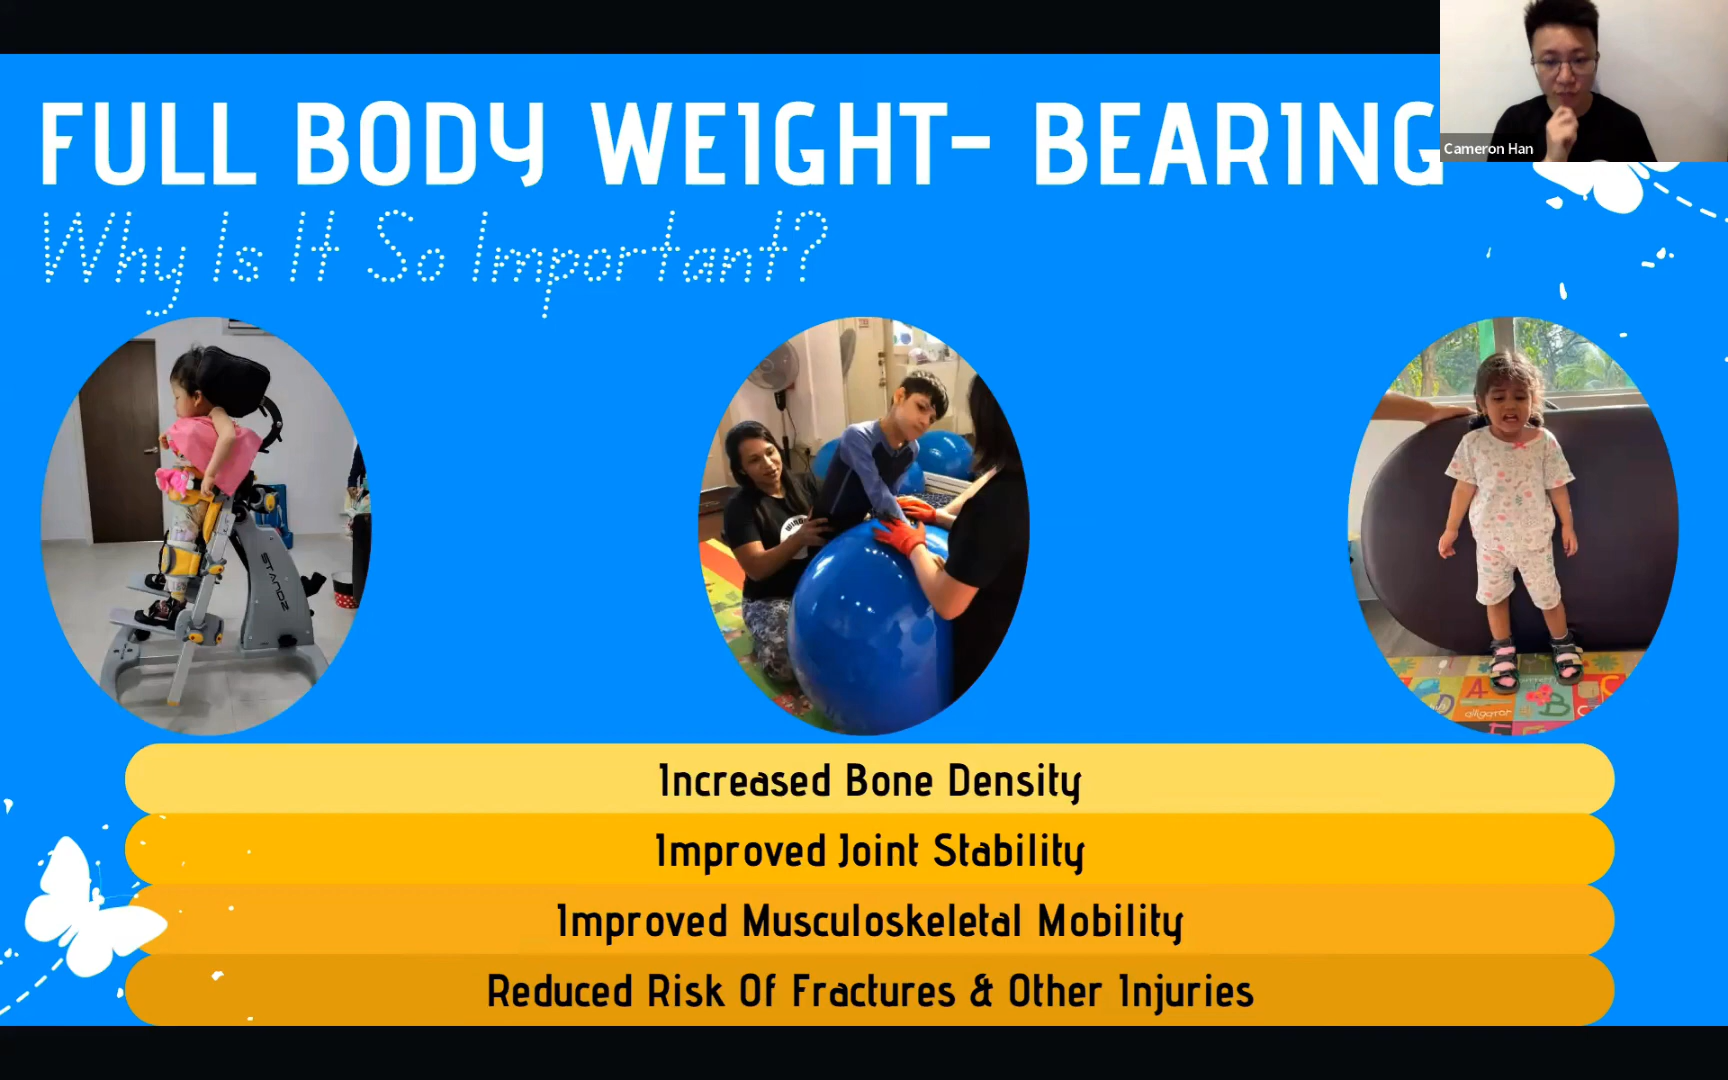 FULL BODY WEIGHT- BEARING
Cameron Han
Why Is It So Important?
Increased Bone Density
Improved Joint Stability
Improved Musculoskeletal Mobility
Reduced Risk Of Fractures & Other Injuries